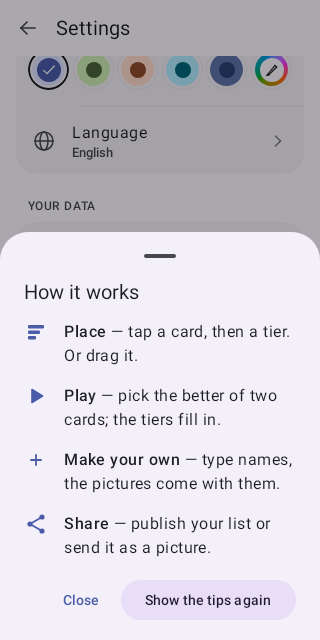 Settings
Language
English
YOUR DATA
How it works
Place — tap a card, then a tier.
Or drag it.
Play — pick the better of two
cards; the tiers fill in.
Make your own — type names,
the pictures come with them.
Share — publish your list or
send it as a picture.
Close
Show the tips again